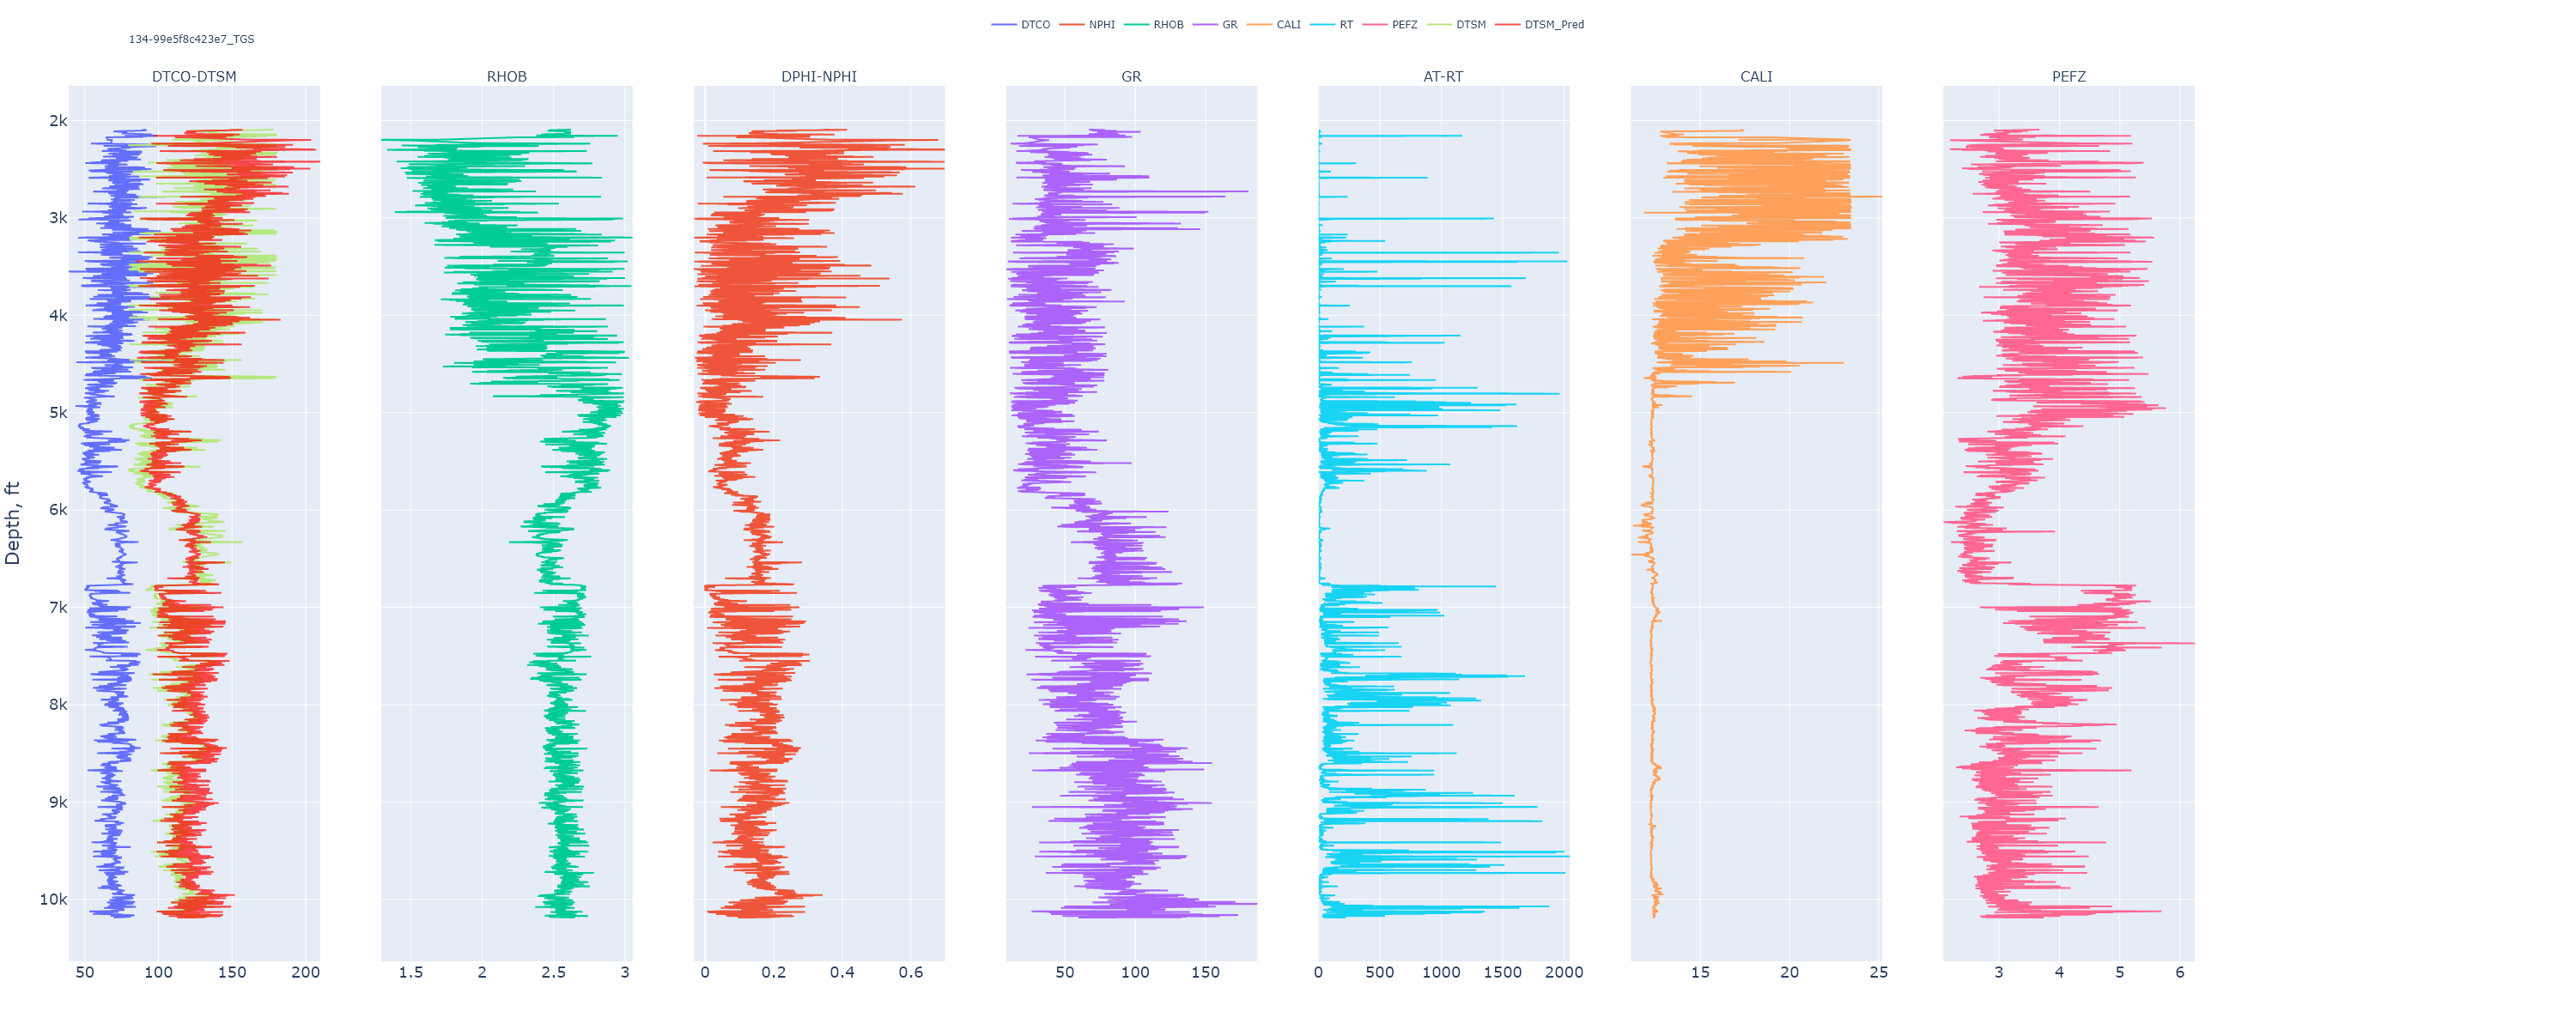 DTCO NPHI RHOB GR CALI RT PEFZ DTSM DTSM_Pred
134-99e5f8c423e7_TGS
DTCO-DTSM RHOB DPHI-NPHI GR AT-RT CALI PEFZ
2k
3k
4k
5k
6k
7k
8k
9k
10k
Depth, ft
50 100 150 200 1.5 2 2.5 3 0 0.2 0.4 0.6 50 100 150 0 500 1000 1500 2000 15 20 25 3 4 5 6